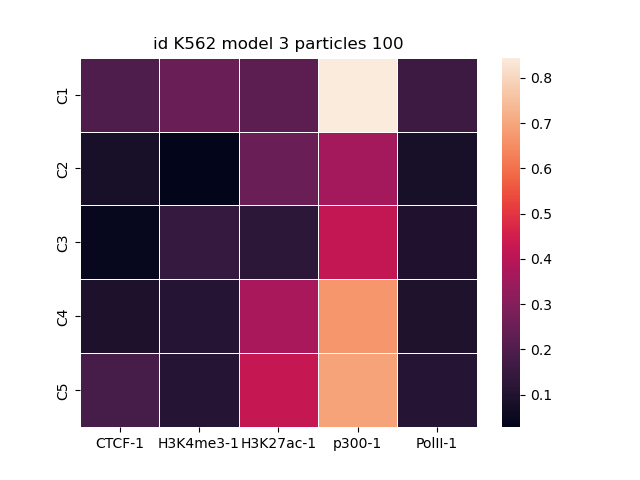 id K562 model 3 particles 100
C1
C2
C3
C4
C5
CTCF-1 H3K4me3-1 H3K27ac-1 p300-1 PolII-1
0.8
0.7
0.6
0.5
0.4
0.3
0.2
0.1